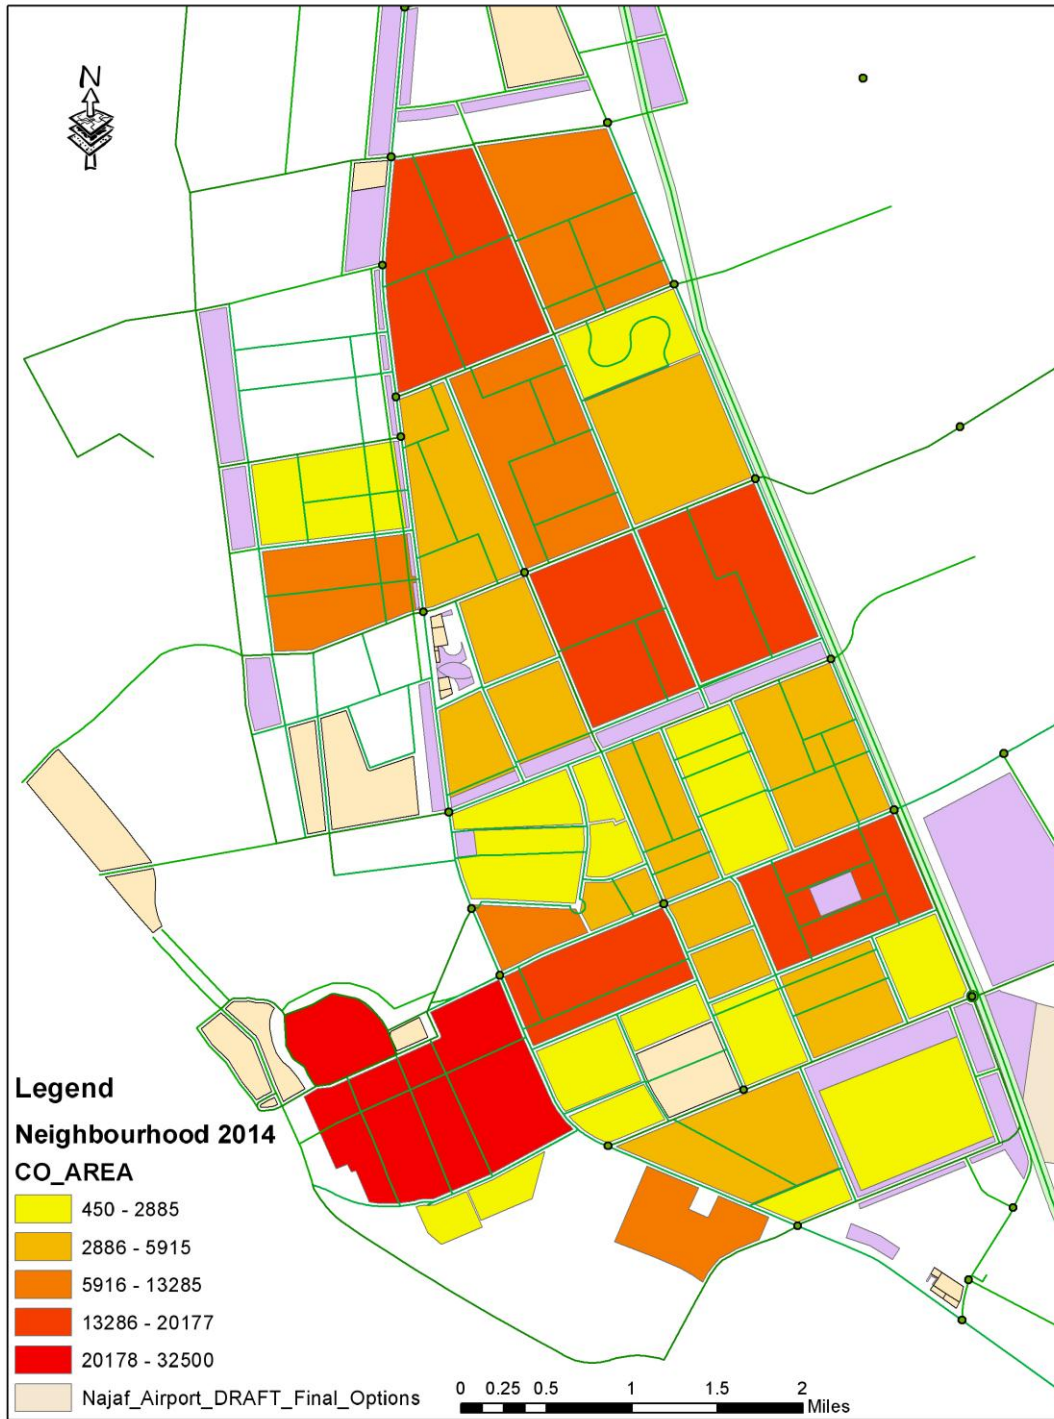 N
Legend
Neighbourhood 2014
CO_AREA
450 - 2885
2886 - 5915
5916 - 13285
13286 - 20177
20178 - 32500
Najaf_Airport_DRAFT_Final_Options
0 0.25 0.5 1 1.5 2
Miles